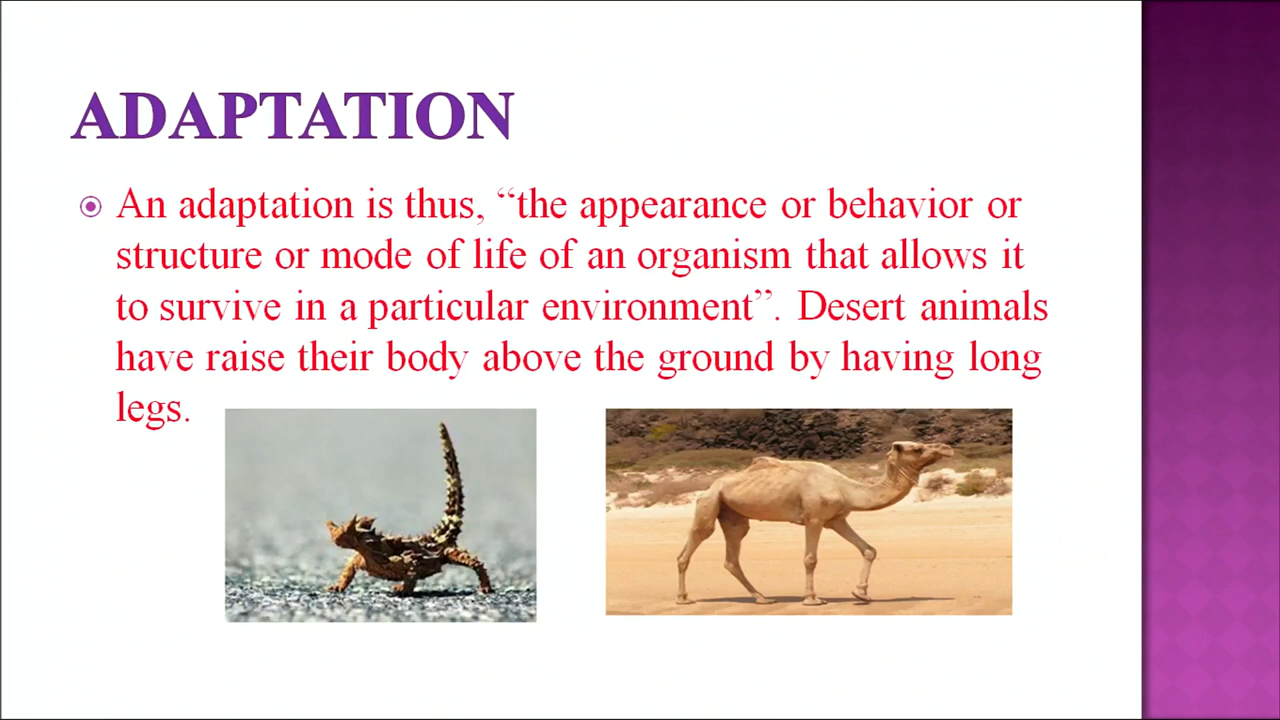 ADAPTATION
An adaptation is thus, “the appearance or behavior or
structure or mode of life of an organism that allows it
to survive in a particular environment”. Desert animals
have raise their body above the ground by having long
legs.